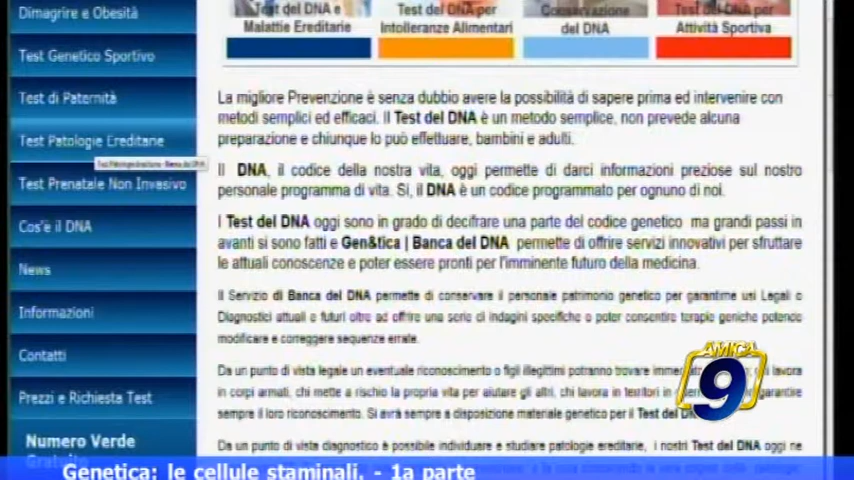 Dimagrire e Obesità
Test Genetico Sportivo
Test di Paternità
Test Patologie Ereditarie
Test Prenatale Non Invasivo
Cos'è il DNA
News
Informazioni
Contatti
Prezzi e Richiesta Test
Numero Verde
Test del DNA e
Malattie Ereditarie
Test del DNA per
Intolleranze Alimentari
Conservazione
del DNA
Test del DNA per
Attività Sportiva
La migliore Prevenzione è senza dubbio avere la possibilità di sapere prima ed intervenire con
metodi semplici ed efficaci. Il Test del DNA è un metodo semplice, non prevede alcuna
preparazione e chiunque lo può effettuare, bambini e adulti.
Il DNA, il codice della nostra vita, oggi permette di darci informazioni preziose sul nostro
personale programma di vita. Si, il DNA è un codice programmato per ognuno di noi.
I Test del DNA oggi sono in grado di decifrare una parte del codice genetico ma grandi passi in
avanti si sono fatti e Gen&tica | Banca del DNA permette di offrire servizi innovativi per sfruttare
le attuali conoscenze e poter essere pronti per l'imminente futuro della medicina.
Il Servizio di Banca del DNA permette di conservare il personale patrimonio genetico per garantirne usi Legali o
Diagnostici attuali e futuri oltre ad offrire una serie di indagini specifiche o poter consentire terapie geniche potendo
modificare e correggere sequenze errate.
Da un punto di vista legale un eventuale riconoscimento o figli illegittimi potranno trovare lavora
in corpi armati, chi mette a rischio la propria vita per aiutare gli altri, chi lavora in territori in garantire
sempre il loro riconoscimento. Si avrà sempre a disposizione materiale genetico per il Test del
Da un punto di vista diagnostico è possibile individuare e studiare patologie ereditarie, i nostri Test del DNA oggi ne
AMICA
9
Genetica: le cellule staminali. - 1a parte